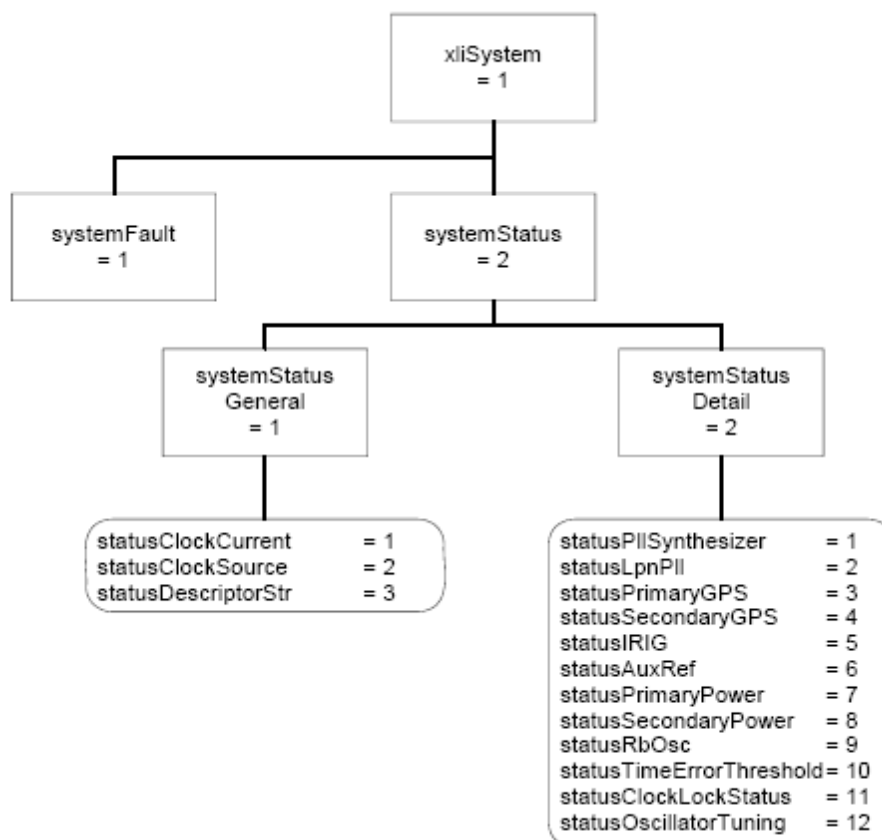 xliSystem
= 1
systemFault
= 1
systemStatus
= 2
systemStatus
General
= 1
systemStatus
Detail
= 2
statusClockCurrent = 1
statusClockSource = 2
statusDescriptorStr = 3
statusPllSynthesizer = 1
statusLpnPll = 2
statusPrimaryGPS = 3
statusSecondaryGPS = 4
statusIRIG = 5
statusAuxRef = 6
statusPrimaryPower = 7
statusSecondaryPower = 8
statusRbOsc = 9
statusTimeErrorThreshold= 10
statusClockLockStatus = 11
statusOscillatorTuning = 12